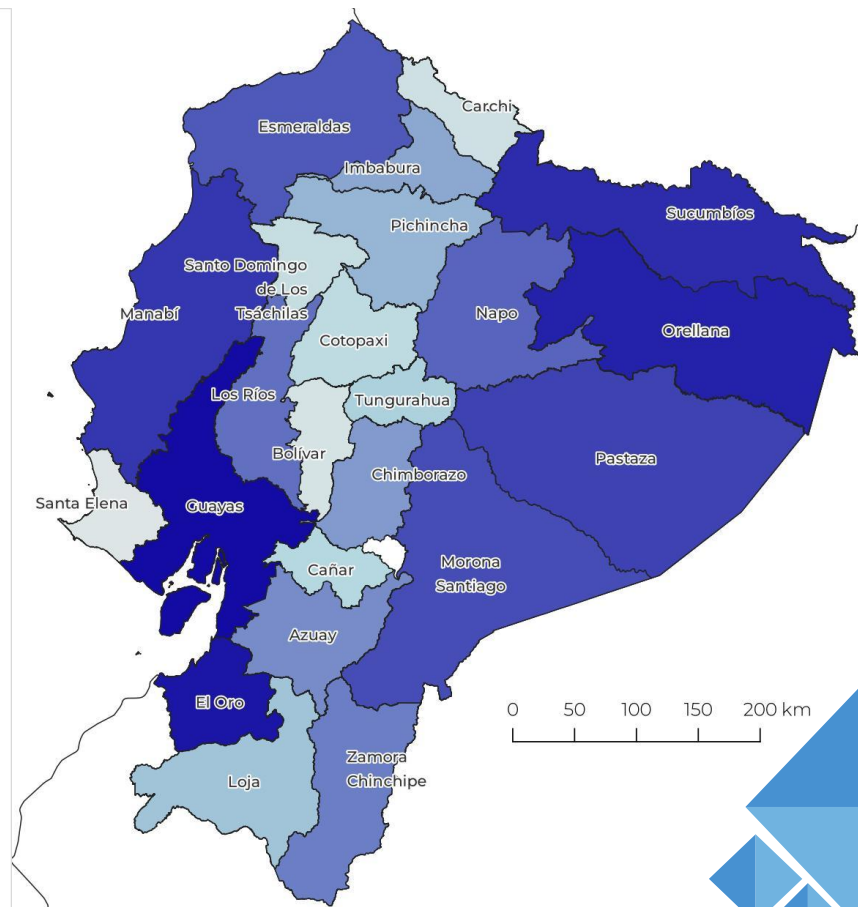 Carchi
Esmeraldas
Imbabura
Sucumbíos
Pichincha
Santo Domingo
de Los
Tsáchilas
Manabí
Napo
Orellana
Cotopaxi
Los Ríos
Tungurahua
Bolívar
Pastaza
Chimborazo
Santa Elena
Guayas
Morona
Santiago
Cañar
Azuay
El Oro
0 50 100 150 200 km
Zamora
Chinchipe
Loja